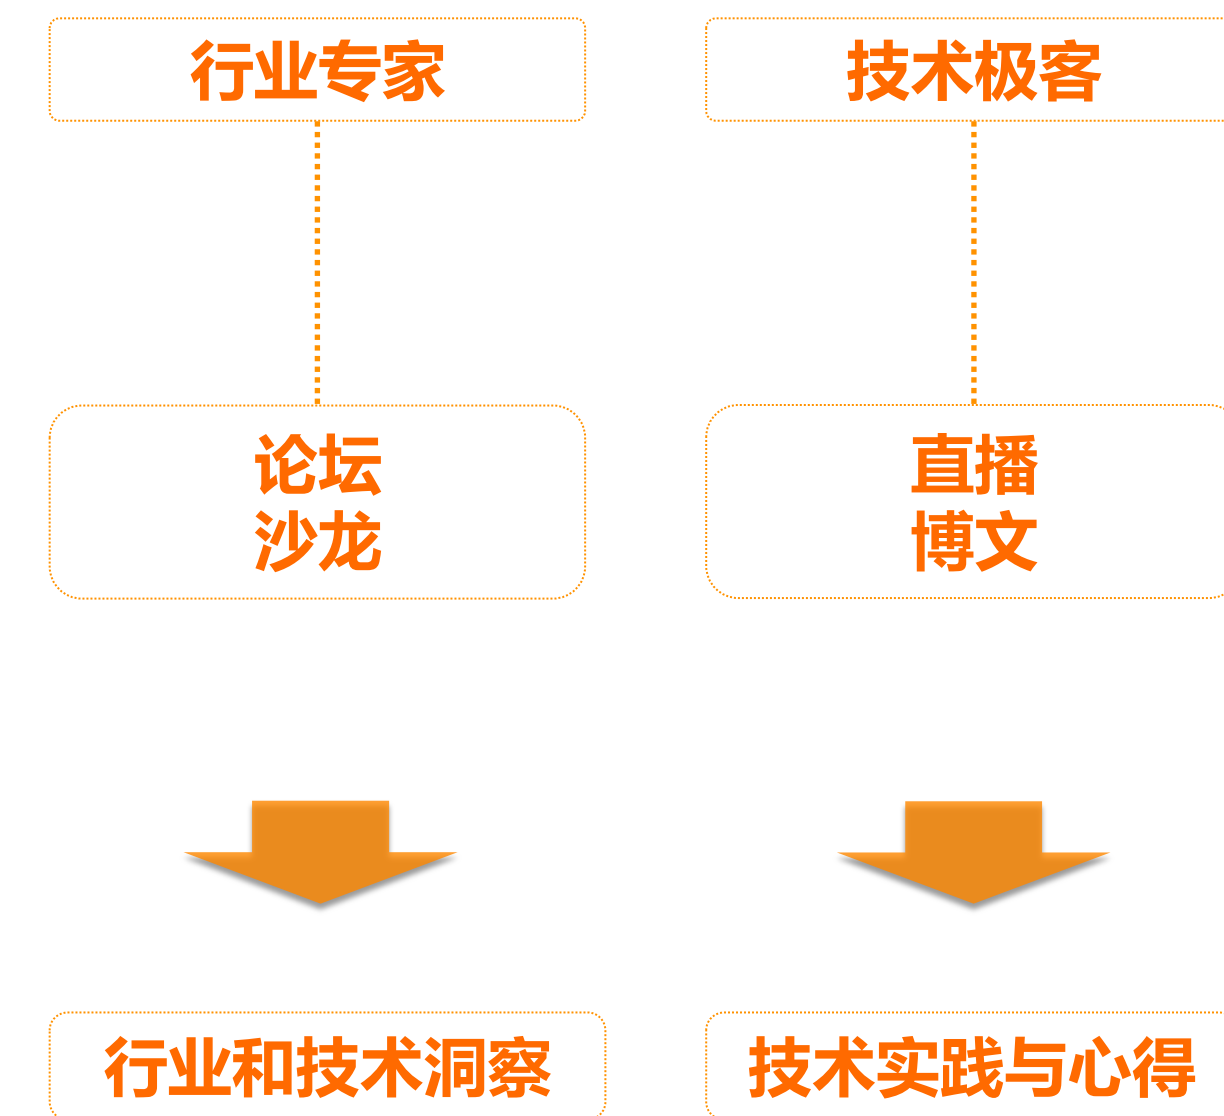 行业专家
技术极客
论坛
沙龙
直播
博文
行业和技术洞察
技术实践与心得